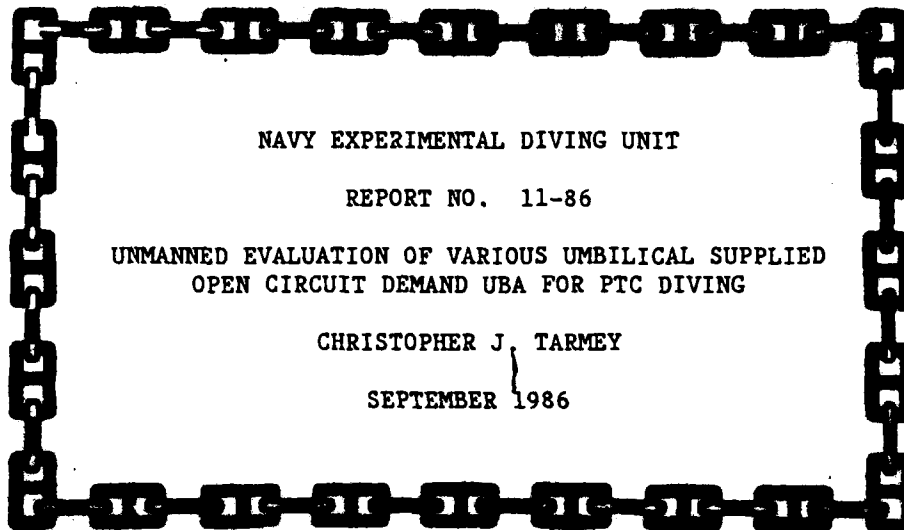 NAVY EXPERIMENTAL DIVING UNIT
REPORT NO. 11-86
UNMANNED EVALUATION OF VARIOUS UMBILICAL SUPPLIED
OPEN CIRCUIT DEMAND UBA FOR PTC DIVING
CHRISTOPHER J. TARMEY
SEPTEMBER 1986